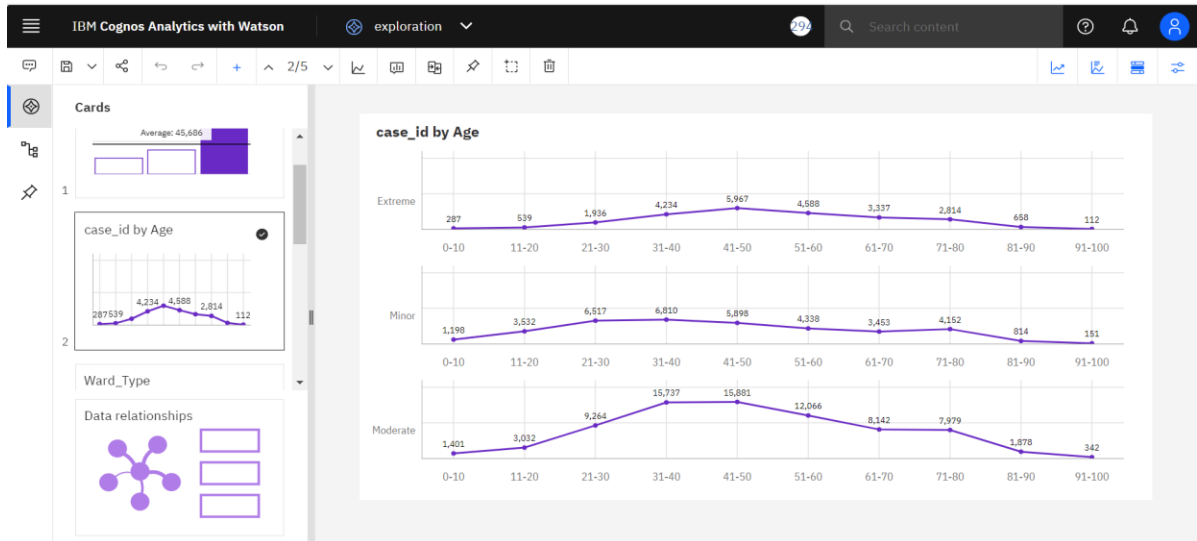 IBM Cognos Analytics with Watson
exploration
294
Search content
2/5
Cards
Average: 45,686
1
case_id by Age
287 539 4,234 4,588 2,814 112
2
Ward_Type
Data relationships
case_id by Age
Extreme
287 539 1,936 4,234 5,967 4,588 3,337 2,814 658 112
0-10 11-20 21-30 31-40 41-50 51-60 61-70 71-80 81-90 91-100
Minor
1,198 3,532 6,517 6,810 5,898 4,338 3,453 4,152 814 151
0-10 11-20 21-30 31-40 41-50 51-60 61-70 71-80 81-90 91-100
Moderate
1,401 3,032 9,264 15,737 15,881 12,066 8,142 7,979 1,878 342
0-10 11-20 21-30 31-40 41-50 51-60 61-70 71-80 81-90 91-100